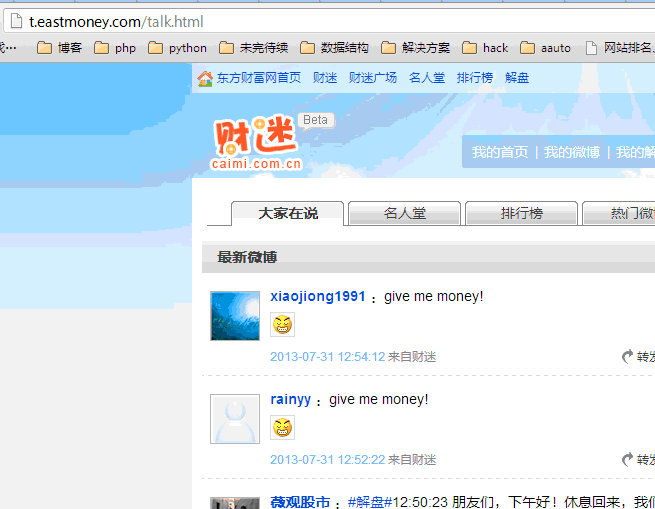 t.eastmoney.com/talk.html
博客 php python 未完待续 数据结构 解决方案 hack aauto 网站排名、
东方财富网首页 财迷 财迷广场 名人堂 排行榜 解盘
财迷 Beta
caimi.com.cn
我的首页 | 我的微博 | 我的解
大家在说 名人堂 排行榜 热门微
最新微博
xiaojiong1991 ：give me money!
2013-07-31 12:54:12 来自财迷 转发
rainyy ：give me money!
2013-07-31 12:52:22 来自财迷 转发
薇观股市 ：#解盘#12:50:23 朋友们，下午好！休息回来，我们